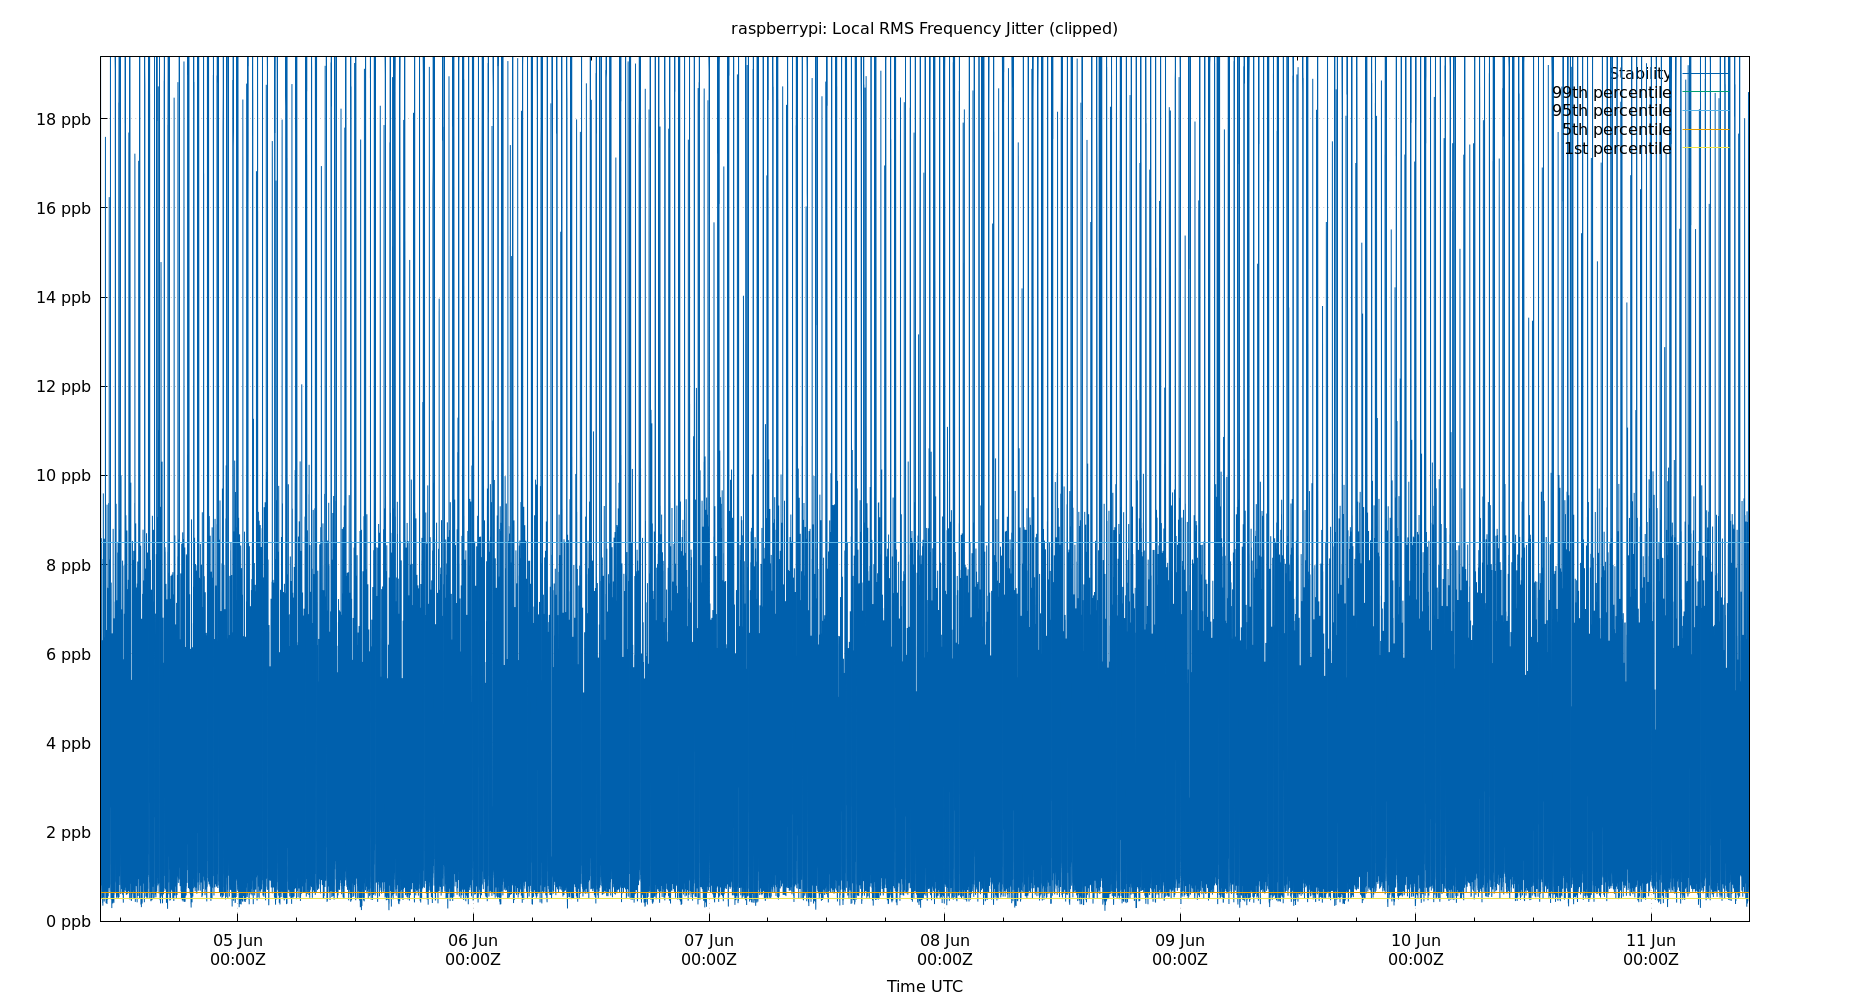 raspberrypi: Local RMS Frequency Jitter (clipped)
Stability
99th percentile
95th percentile
5th percentile
1st percentile
18 ppb
16 ppb
14 ppb
12 ppb
10 ppb
8 ppb
6 ppb
4 ppb
2 ppb
0 ppb
05 Jun 06 Jun 07 Jun 08 Jun 09 Jun 10 Jun 11 Jun
00:00Z 00:00Z 00:00Z 00:00Z 00:00Z 00:00Z 00:00Z
Time UTC